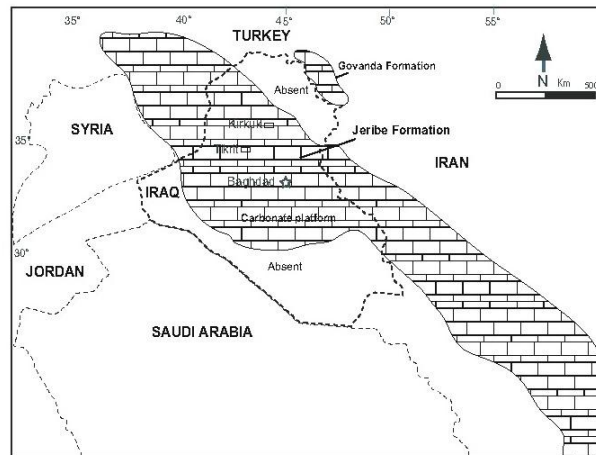 35° 40° 45° 50° 55°
TURKEY
Govanda Formation
Absent
N Km
0 500
SYRIA
35°
Kirkuk
Jeribe Formation
Tikrit
IRAN
IRAQ
Baghdad
Carbonate platform
30°
Absent
JORDAN
SAUDI ARABIA